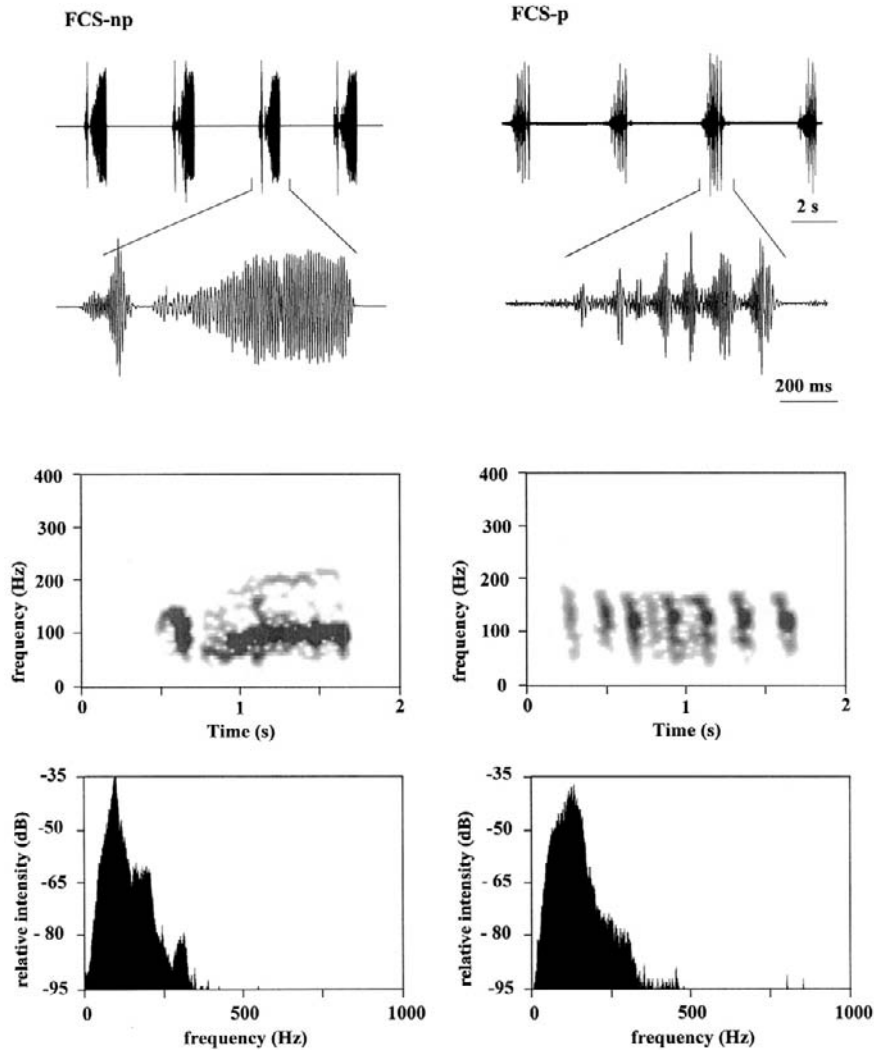 FCS-np
FCS-p
2 s
200 ms
400
300
200
100
0
frequency (Hz)
0
1
2
Time (s)
400
300
200
100
0
frequency (Hz)
0
1
2
Time (s)
-35
-50
-65
- 80
-95
relative intensity (dB)
0
500
1000
frequency (Hz)
-35
-50
-65
- 80
-95
relative intensity (dB)
0
500
1000
frequency (Hz)